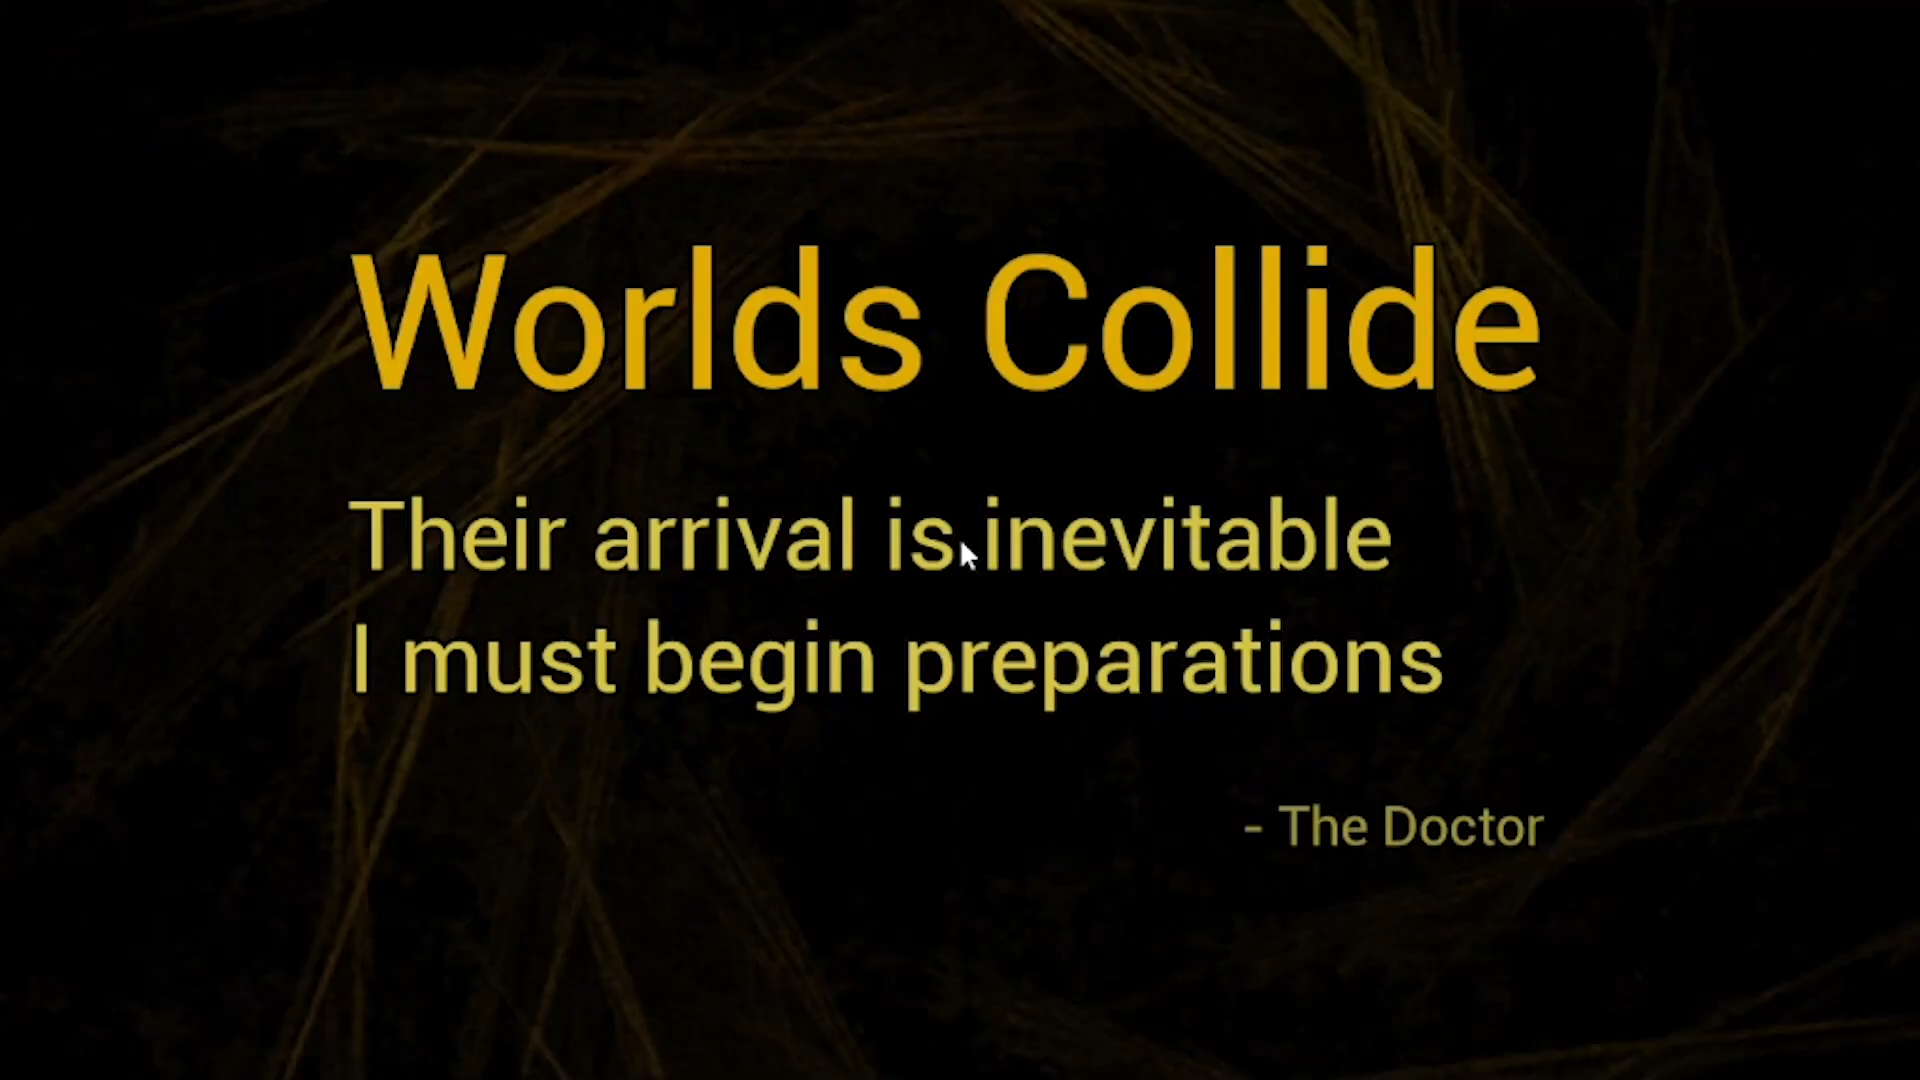 Worlds Collide
Their arrival is inevitable
I must begin preparations
- The Doctor